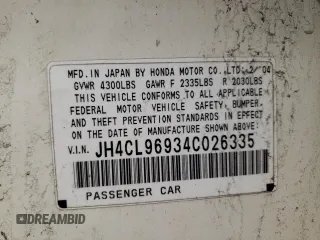 MFD.IN JAPAN BY HONDA MOTOR CO.,LTD. 2/04
GVWR 4300LBS GAWR F 2335LBS R 2030LBS
THIS VEHICLE CONFORMS TO ALL APPLICABLE
FEDERAL MOTOR VEHICLE SAFETY, BUMPER,
AND THEFT PREVENTION STANDARDS IN EFFECT
ON THE DATE OF MANUFACTURE SHOWN ABOVE.
V.I.N. JH4CL96934C026335
PASSENGER CAR
DREAMBID